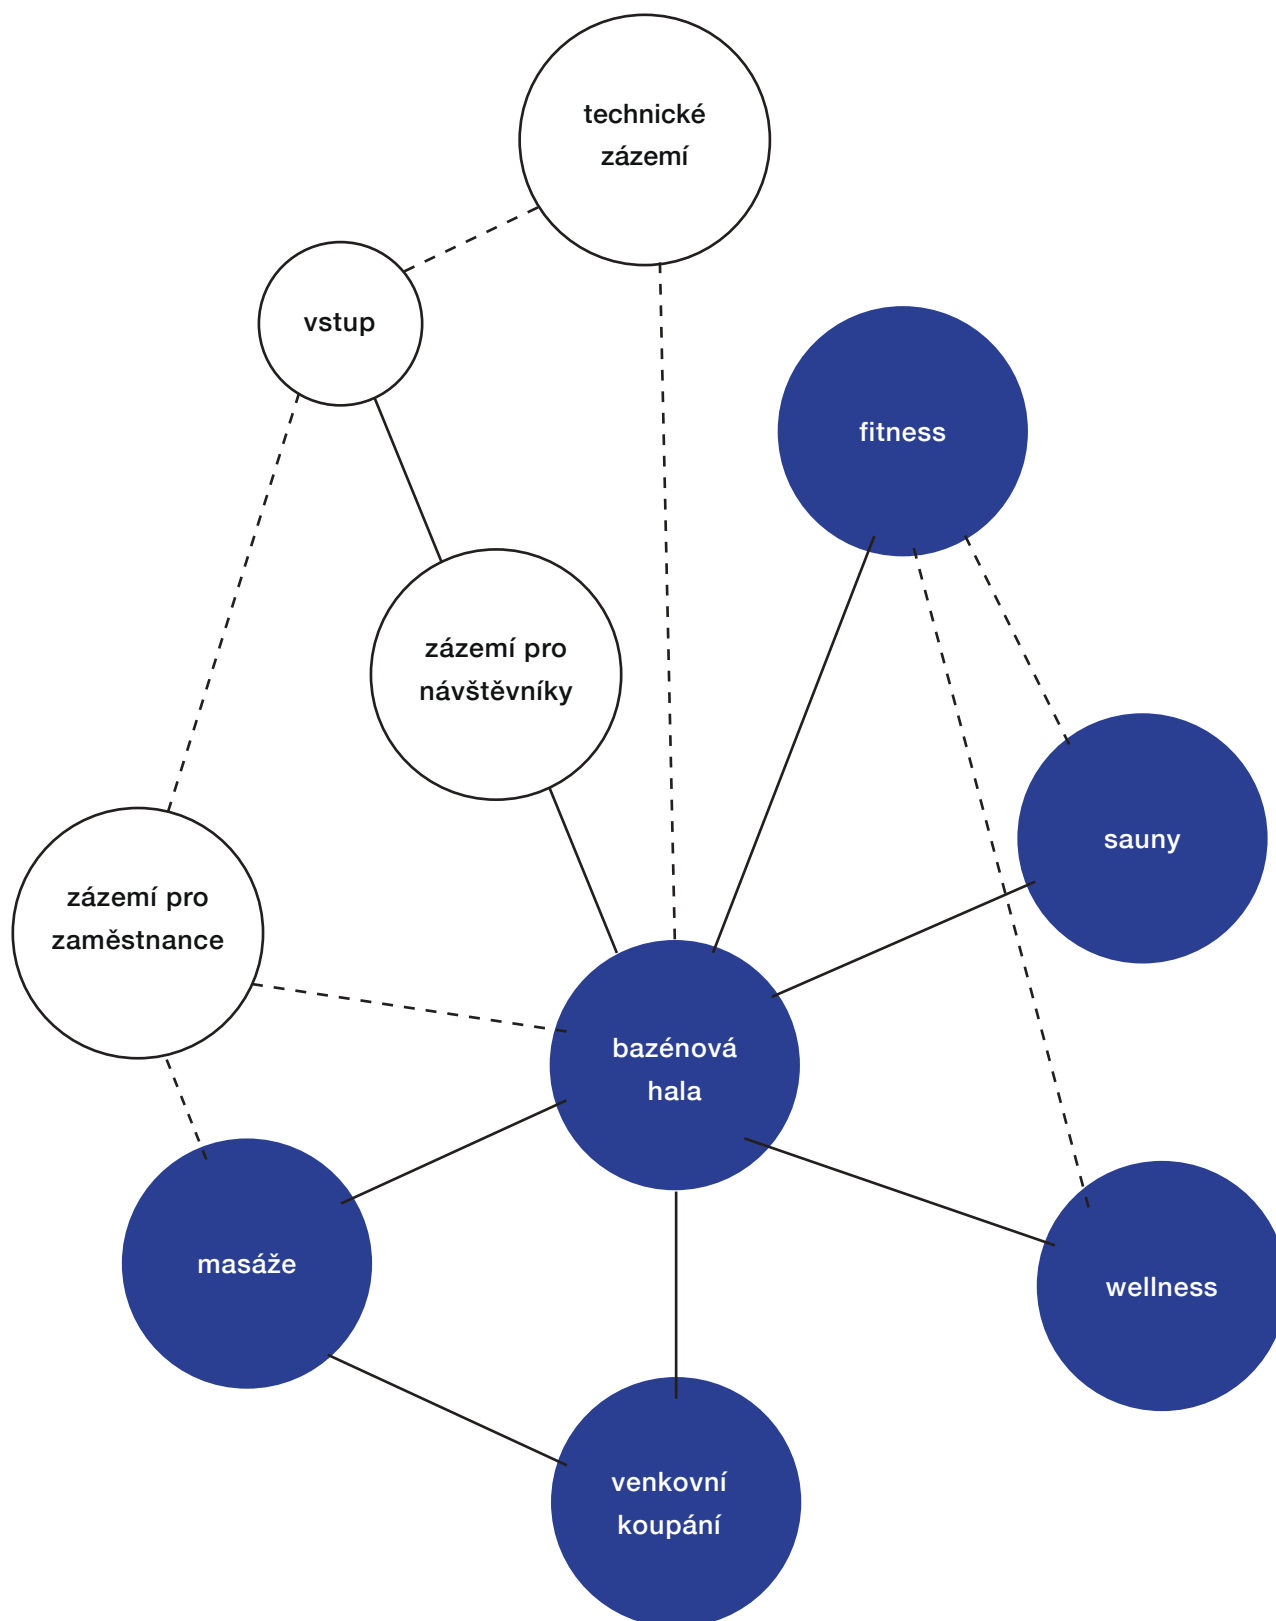 technické
zázemí
vstup
fitness
zázemí pro
návštěvníky
sauny
zázemí pro
zaměstnance
bazénová
hala
masáže
wellness
venkovní
koupání